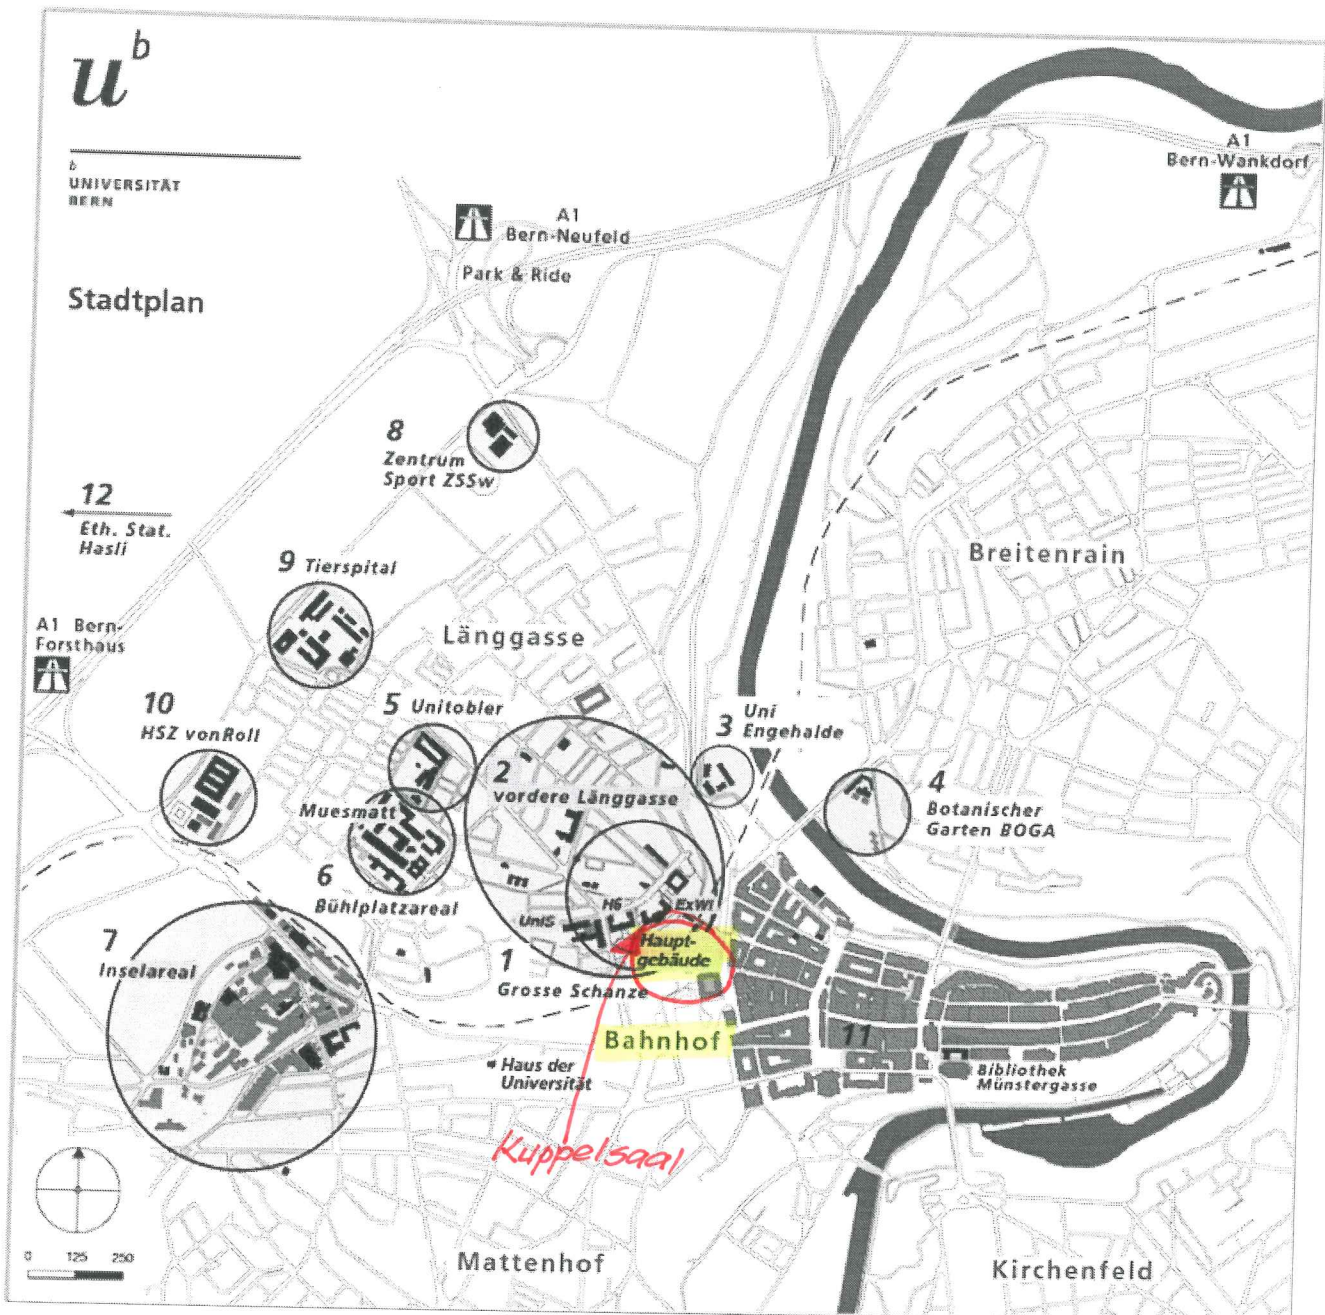 u b
b
UNIVERSITÄT
BERN
Stadtplan
A1
Bern-Wankdorf
A1
Bern-Neufeld
Park & Ride
8
Zentrum
Sport ZSSw
12
Eth. Stat.
Hasli
9 Tierspital
Breitenrain
A1 Bern-
Forsthaus
Länggasse
10
HSZ vonRoll
5 Unitobler
3 Uni
Engehalde
2
vordere Länggasse
4
Botanischer
Garten BOGA
Muesmatt
6
Bühlplatzareal
UniS
H6
ExWi
Haupt-
gebäude
7
Inselareal
1
Grosse Schanze
Bahnhof
11
Haus der
Universität
Bibliothek
Münstergasse
Kuppelsaal
0 125 250
Mattenhof
Kirchenfeld